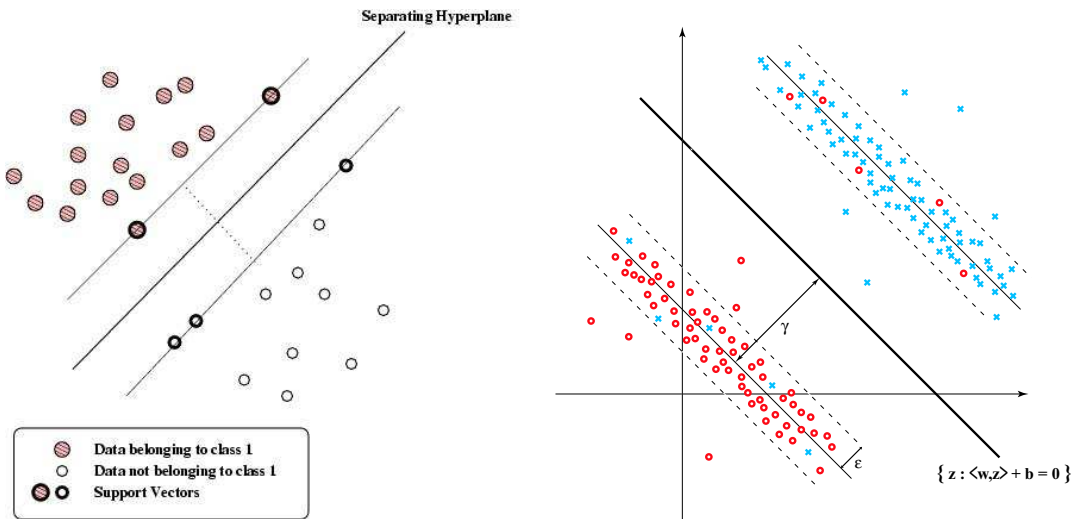 Separating Hyperplane
Data belonging to class 1
Data not belonging to class 1
Support Vectors
γ
ε
{ z : <w,z> + b = 0 }